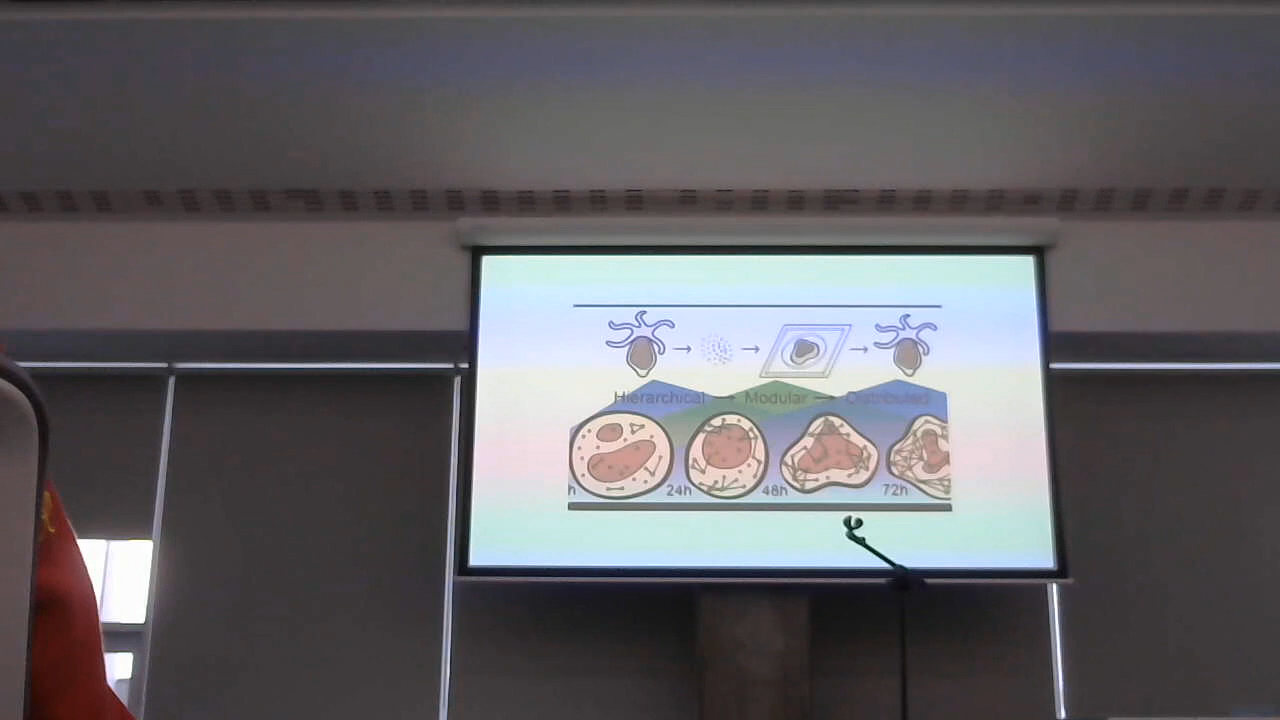 Hierarchical → Modular → Distributed
h 24h 48h 72h